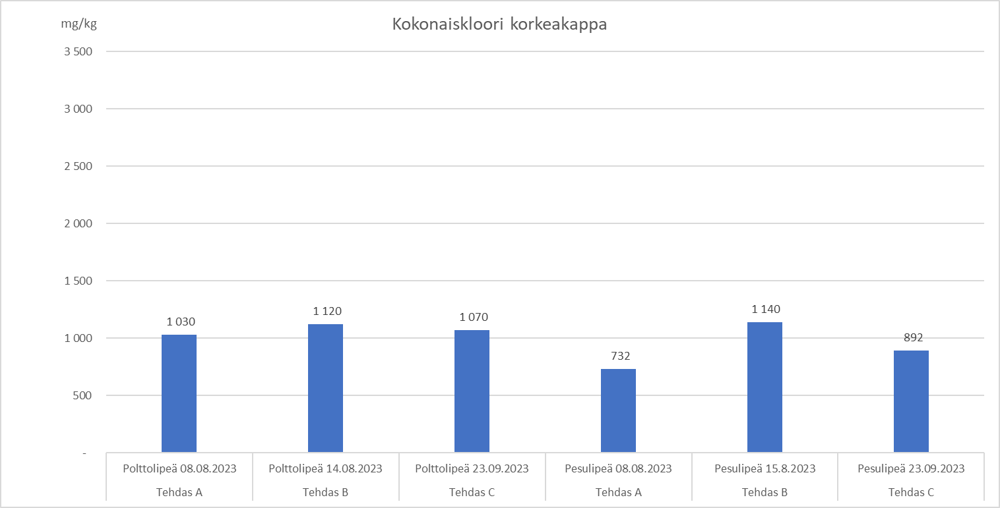 Kokonaiskloori korkeakappa
mg/kg
3 500
3 000
2 500
2 000
1 500
1 000
500
-
1 030
1 120
1 070
732
1 140
892
Polttolipeä 08.08.2023
Polttolipeä 14.08.2023
Polttolipeä 23.09.2023
Pesulipeä 08.08.2023
Pesulipeä 15.8.2023
Pesulipeä 23.09.2023
Tehdas A
Tehdas B
Tehdas C
Tehdas A
Tehdas B
Tehdas C